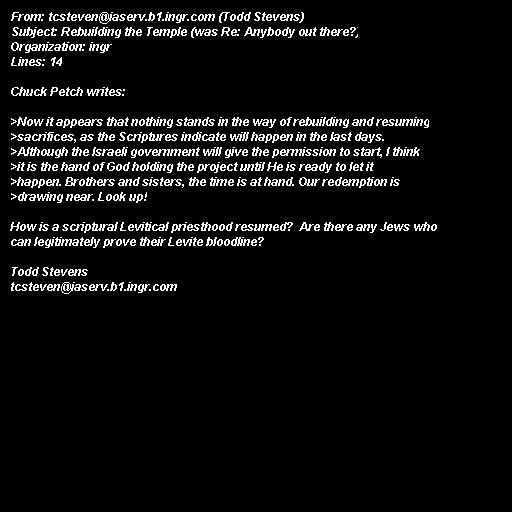 From: tcsteven@iaserv.b1.ingr.com (Todd Stevens)
Subject: Rebuilding the Temple (was Re: Anybody out there?)
Organization: ingr
Lines: 14

Chuck Petch writes:

>Now it appears that nothing stands in the way of rebuilding and resuming
>sacrifices, as the Scriptures indicate will happen in the last days.
>Although the Israeli government will give the permission to start, I think
>it is the hand of God holding the project until He is ready to let it
>happen. Brothers and sisters, the time is at hand. Our redemption is
>drawing near. Look up!

How is a scriptural Levitical priesthood resumed?  Are there any Jews who
can legitimately prove their Levite bloodline?

Todd Stevens
tcsteven@iaserv.b1.ingr.com